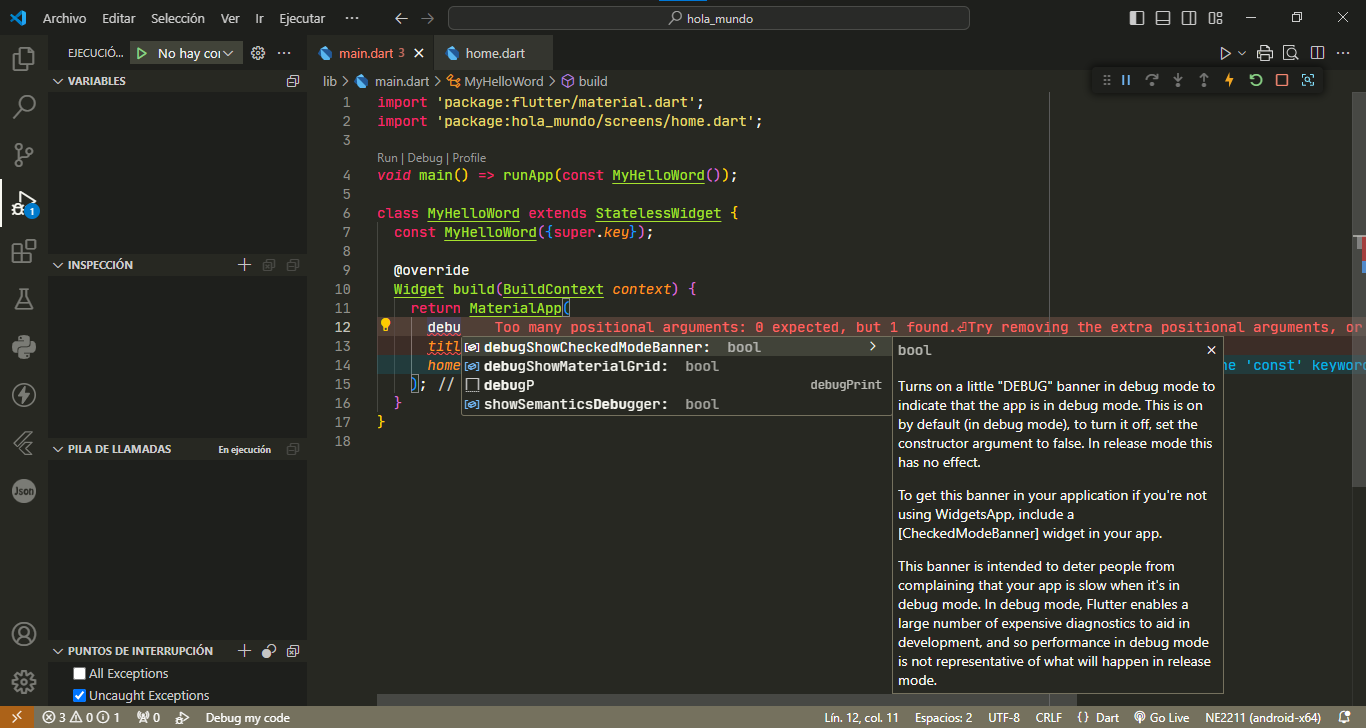 Archivo Editar Selección Ver Ir Ejecutar ··· hola_mundo
EJECUCIÓ... No hay coı ···
main.dart 3 home.dart
lib > main.dart > MyHelloWord > build
VARIABLES
INSPECCIÓN
PILA DE LLAMADAS En ejecución
PUNTOS DE INTERRUPCIÓN
All Exceptions
Uncaught Exceptions
1
Json
1 import 'package:flutter/material.dart';
2 import 'package:hola_mundo/screens/home.dart';
3
Run | Debug | Profile
4 void main() => runApp(const MyHelloWord());
5
6 class MyHelloWord extends StatelessWidget {
7 const MyHelloWord({super.key});
8
9 @override
10 Widget build(BuildContext context) {
11 return MaterialApp(
12 debu Too many positional arguments: 0 expected, but 1 found.⏎Try removing the extra positional arguments, or
13 titl
14 home he 'const' keyword
15 ); //
16 }
17 }
18
debugShowCheckedModeBanner: bool
debugShowMaterialGrid: bool
debugP debugPrint
showSemanticsDebugger: bool
bool
Turns on a little "DEBUG" banner in debug mode to
indicate that the app is in debug mode. This is on
by default (in debug mode), to turn it off, set the
constructor argument to false. In release mode this
has no effect.
To get this banner in your application if you're not
using WidgetsApp, include a
[CheckedModeBanner] widget in your app.
This banner is intended to deter people from
complaining that your app is slow when it's in
debug mode. In debug mode, Flutter enables a
large number of expensive diagnostics to aid in
development, and so performance in debug mode
is not representative of what will happen in release
mode.
3 0 1 0 Debug my code Lín. 12, col. 11 Espacios: 2 UTF-8 CRLF {} Dart Go Live NE2211 (android-x64)